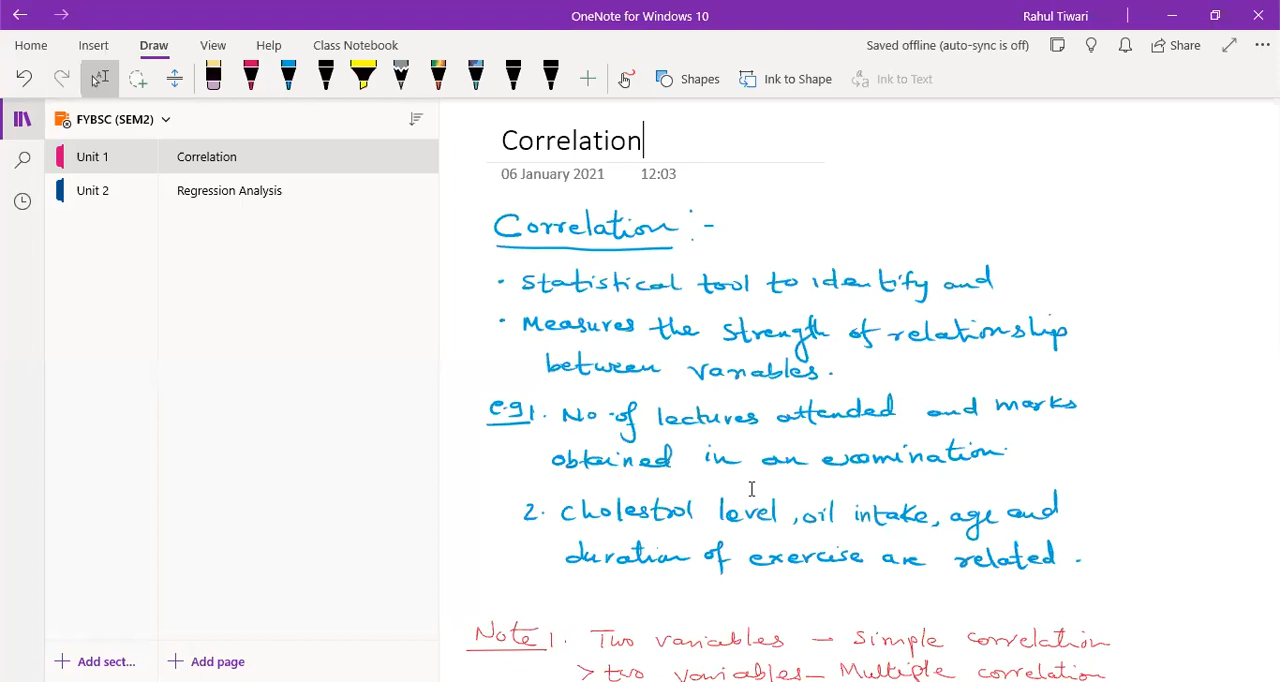 OneNote for Windows 10
Rahul Tiwari
Home Insert Draw View Help Class Notebook
Saved offline (auto-sync is off)
Share
Shapes
Ink to Shape
Ink to Text
FYBSC (SEM2)
Unit 1
Correlation
Unit 2
Regression Analysis
Add sect...
Add page
Correlation
06 January 2021 12:03
Correlation :-
• Statistical tool to identify and
• Measures the strength of relationship
between variables.
e.g 1. No. of lectures attended and marks
obtained in an examination.
2. Cholestrol level, oil intake, age and
duration of exercise are related.
Note 1. Two variables – Simple correlation
> two variables – Multiple correlation